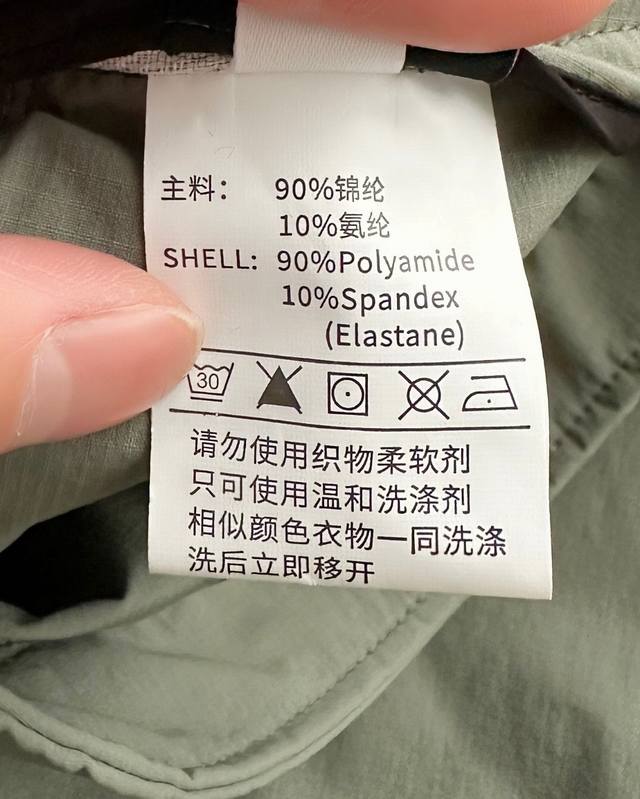 主料： 90%锦纶
10%氨纶
SHELL: 90%Polyamide
10%Spandex
(Elastane)
30
请勿使用织物柔软剂
只可使用温和洗涤剂
相似颜色衣物一同洗涤
洗后立即移开